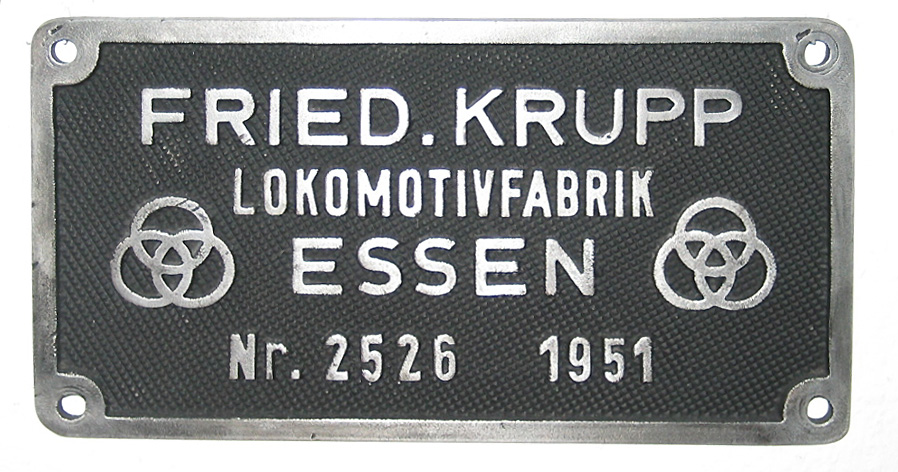 FRIED. KRUPP
LOKOMOTIVFABRIK
ESSEN
Nr. 2526 1951